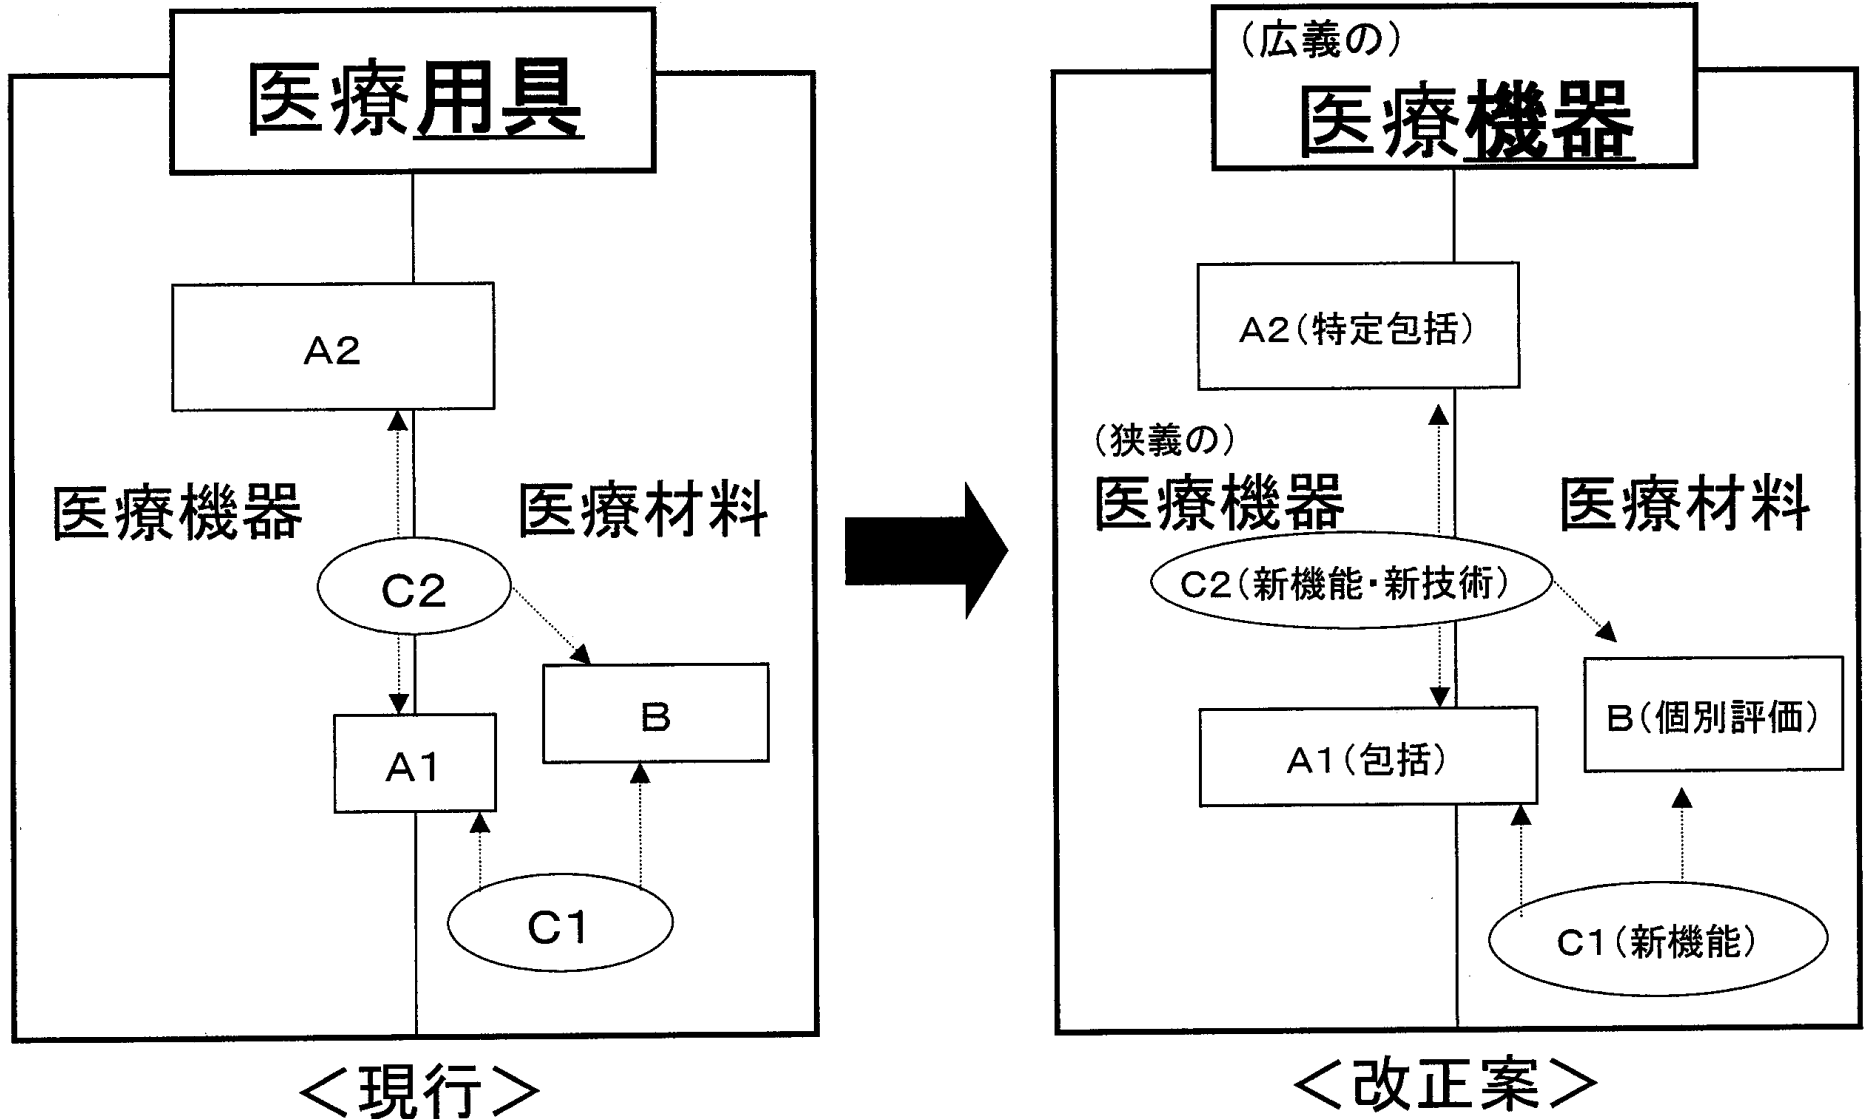 医療用具
A2
医療機器
医療材料
C2
B
A1
C1
＜現行＞
（広義の）
医療機器
A2（特定包括）
（狭義の）
医療機器
医療材料
C2（新機能・新技術）
B（個別評価）
A1（包括）
C1（新機能）
＜改正案＞